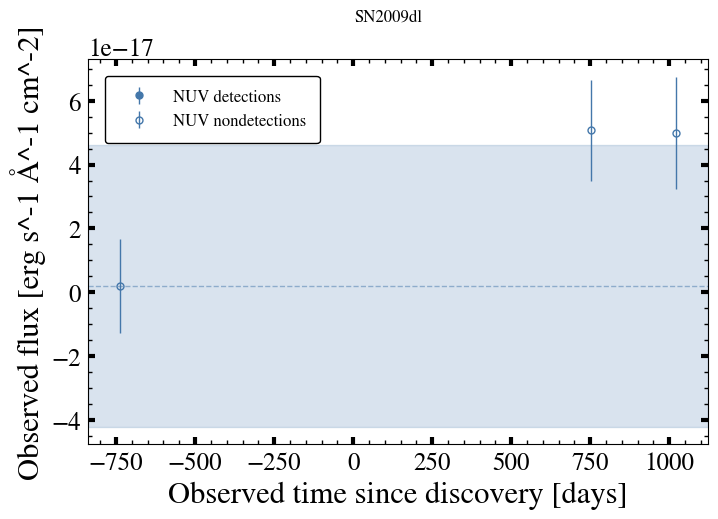 SN2009dl
1e−17
NUV detections
NUV nondetections
6
4
2
0
−2
−4
−750 −500 −250 0 250 500 750 1000
Observed time since discovery [days]
Observed flux [erg s^-1 Å^-1 cm^-2]